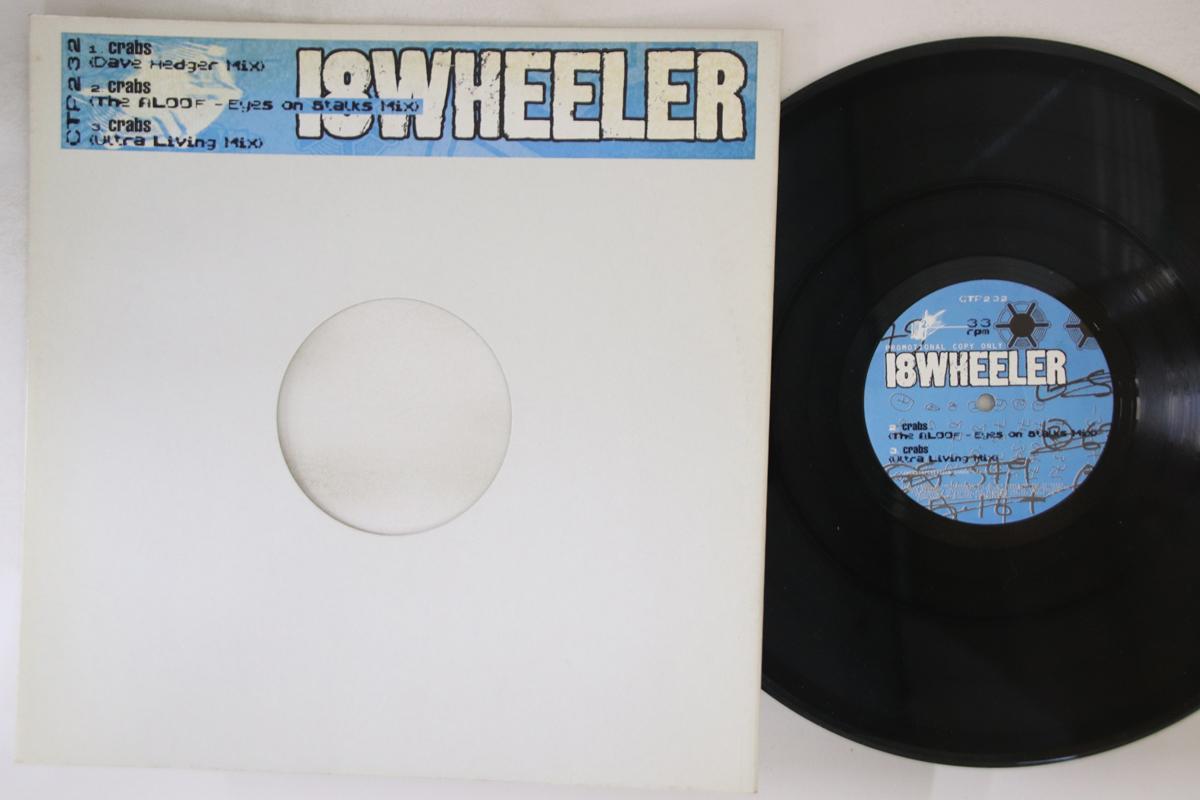 CTP 232
1. crabs
(Dave Hedger Mix)
2 crabs
(The ALOOF - Eyes on Stalks Mix)
3. crabs
(Ultra Living Mix)
18WHEELER
CTP232
33
rpm
PROMOTIONAL COPY ONLY
18WHEELER
2 crabs
(The ALOOF - Eyes on Stalks Mix)
3 crabs
(Ultra Living Mix)